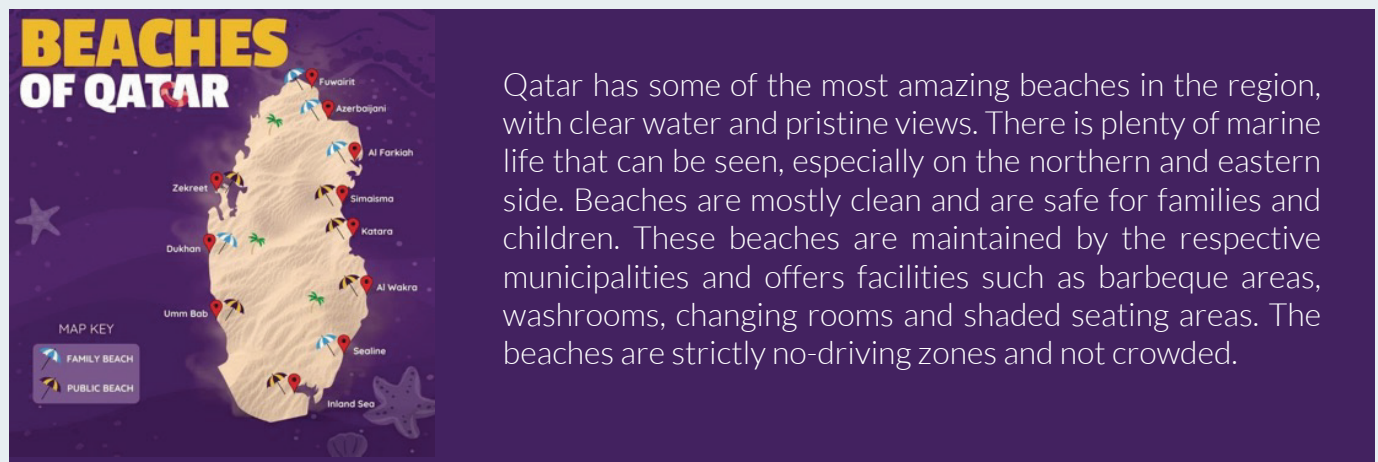 BEACHES
OF QATAR
Fuwairit
Azerbaijani
Al Farkiah
Zekreet
Simaisma
Katara
Dukhan
Al Wakra
Umm Bab
MAP KEY
Sealine
FAMILY BEACH
PUBLIC BEACH
Inland Sea
Qatar has some of the most amazing beaches in the region,
with clear water and pristine views. There is plenty of marine
life that can be seen, especially on the northern and eastern
side. Beaches are mostly clean and are safe for families and
children. These beaches are maintained by the respective
municipalities and offers facilities such as barbeque areas,
washrooms, changing rooms and shaded seating areas. The
beaches are strictly no-driving zones and not crowded.